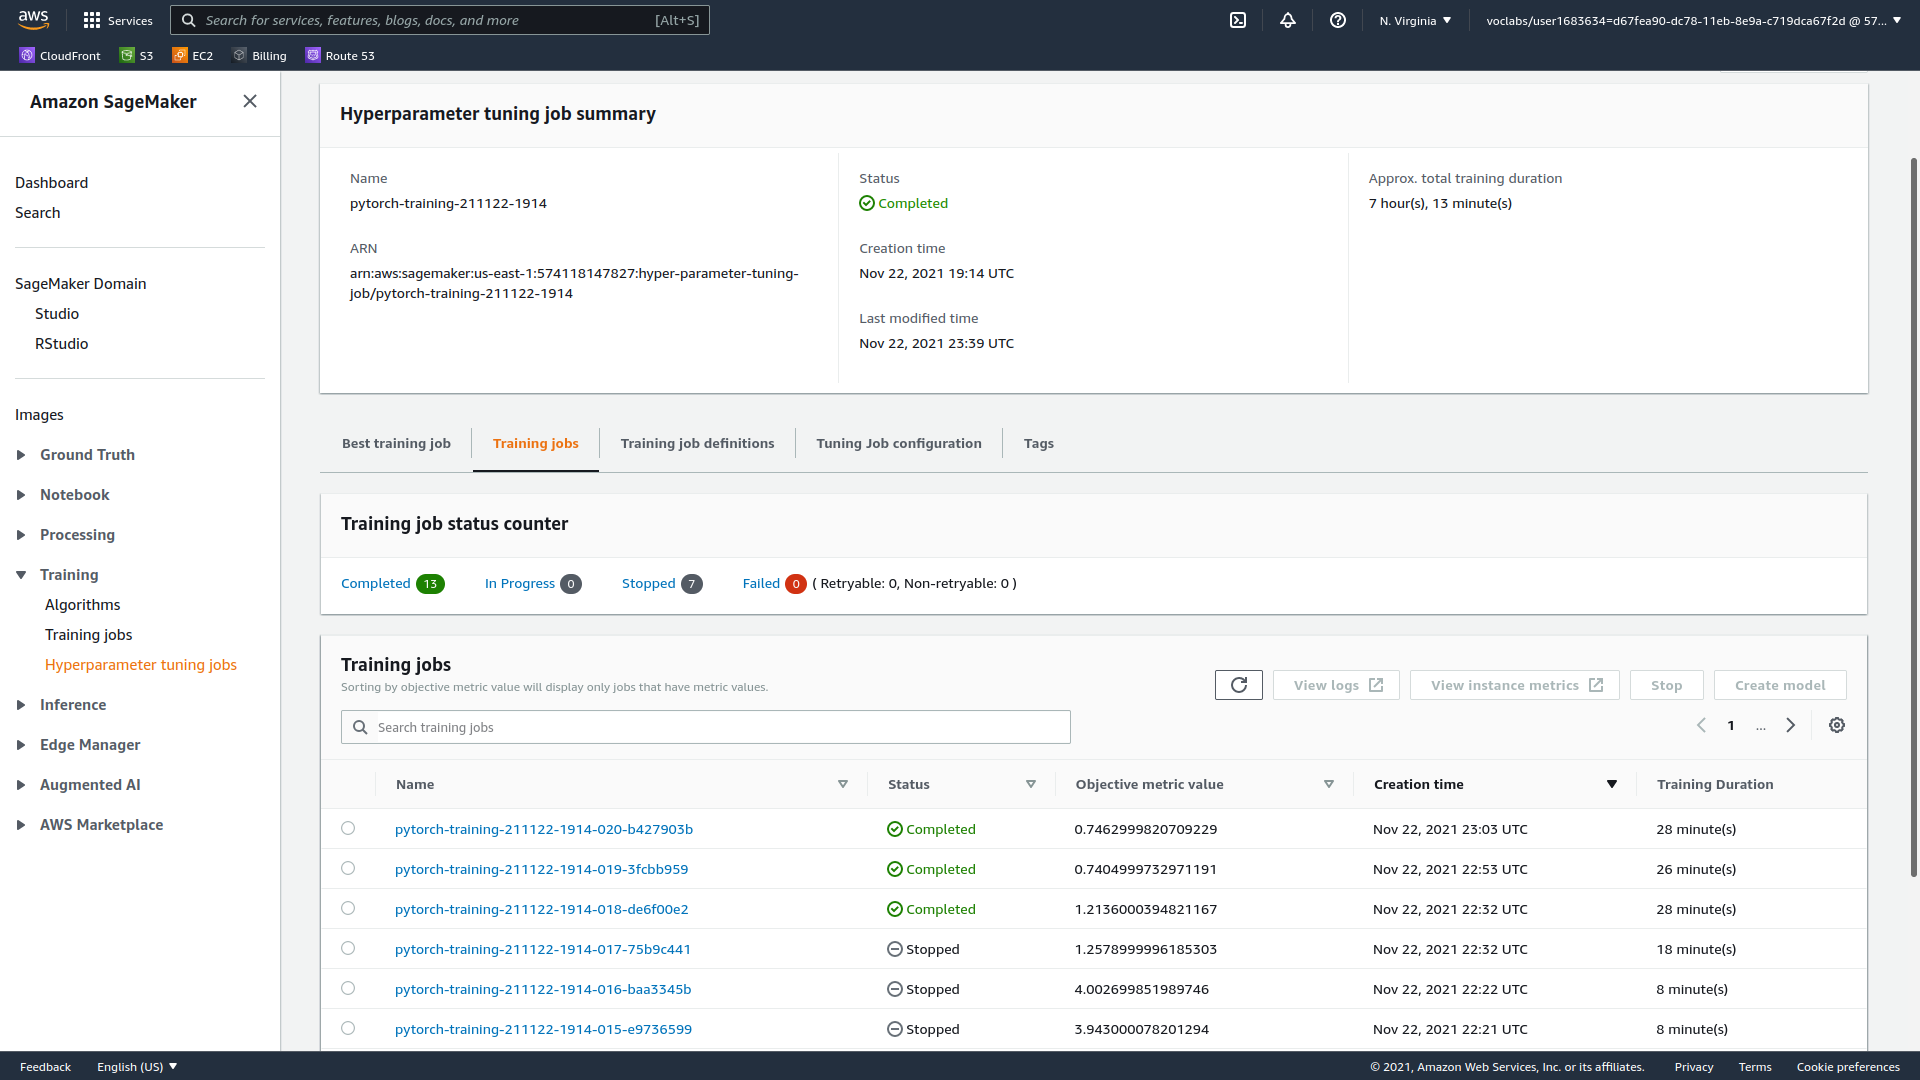 aws
Services
Search for services, features, blogs, docs, and more [Alt+S]
N. Virginia
voclabs/user1683634=d67fea90-dc78-11eb-8e9a-c719dca67f2d @ 57...
CloudFront S3 EC2 Billing Route 53
Amazon SageMaker
Dashboard
Search
SageMaker Domain
Studio
RStudio
Images
Ground Truth
Notebook
Processing
Training
Algorithms
Training jobs
Hyperparameter tuning jobs
Inference
Edge Manager
Augmented AI
AWS Marketplace
Hyperparameter tuning job summary
Name
pytorch-training-211122-1914
ARN
arn:aws:sagemaker:us-east-1:574118147827:hyper-parameter-tuning-
job/pytorch-training-211122-1914
Status
Completed
Creation time
Nov 22, 2021 19:14 UTC
Last modified time
Nov 22, 2021 23:39 UTC
Approx. total training duration
7 hour(s), 13 minute(s)
Best training job Training jobs Training job definitions Tuning Job configuration Tags
Training job status counter
Completed 13 In Progress 0 Stopped 7 Failed 0 ( Retryable: 0, Non-retryable: 0 )
Training jobs
Sorting by objective metric value will display only jobs that have metric values.
View logs View instance metrics Stop Create model
Search training jobs
1 ...
Name Status Objective metric value Creation time Training Duration
pytorch-training-211122-1914-020-b427903b Completed 0.7462999820709229 Nov 22, 2021 23:03 UTC 28 minute(s)
pytorch-training-211122-1914-019-3fcbb959 Completed 0.7404999732971191 Nov 22, 2021 22:53 UTC 26 minute(s)
pytorch-training-211122-1914-018-de6f00e2 Completed 1.2136000394821167 Nov 22, 2021 22:32 UTC 28 minute(s)
pytorch-training-211122-1914-017-75b9c441 Stopped 1.2578999996185303 Nov 22, 2021 22:32 UTC 18 minute(s)
pytorch-training-211122-1914-016-baa3345b Stopped 4.002699851989746 Nov 22, 2021 22:22 UTC 8 minute(s)
pytorch-training-211122-1914-015-e9736599 Stopped 3.943000078201294 Nov 22, 2021 22:21 UTC 8 minute(s)
Feedback English (US) © 2021, Amazon Web Services, Inc. or its affiliates. Privacy Terms Cookie preferences